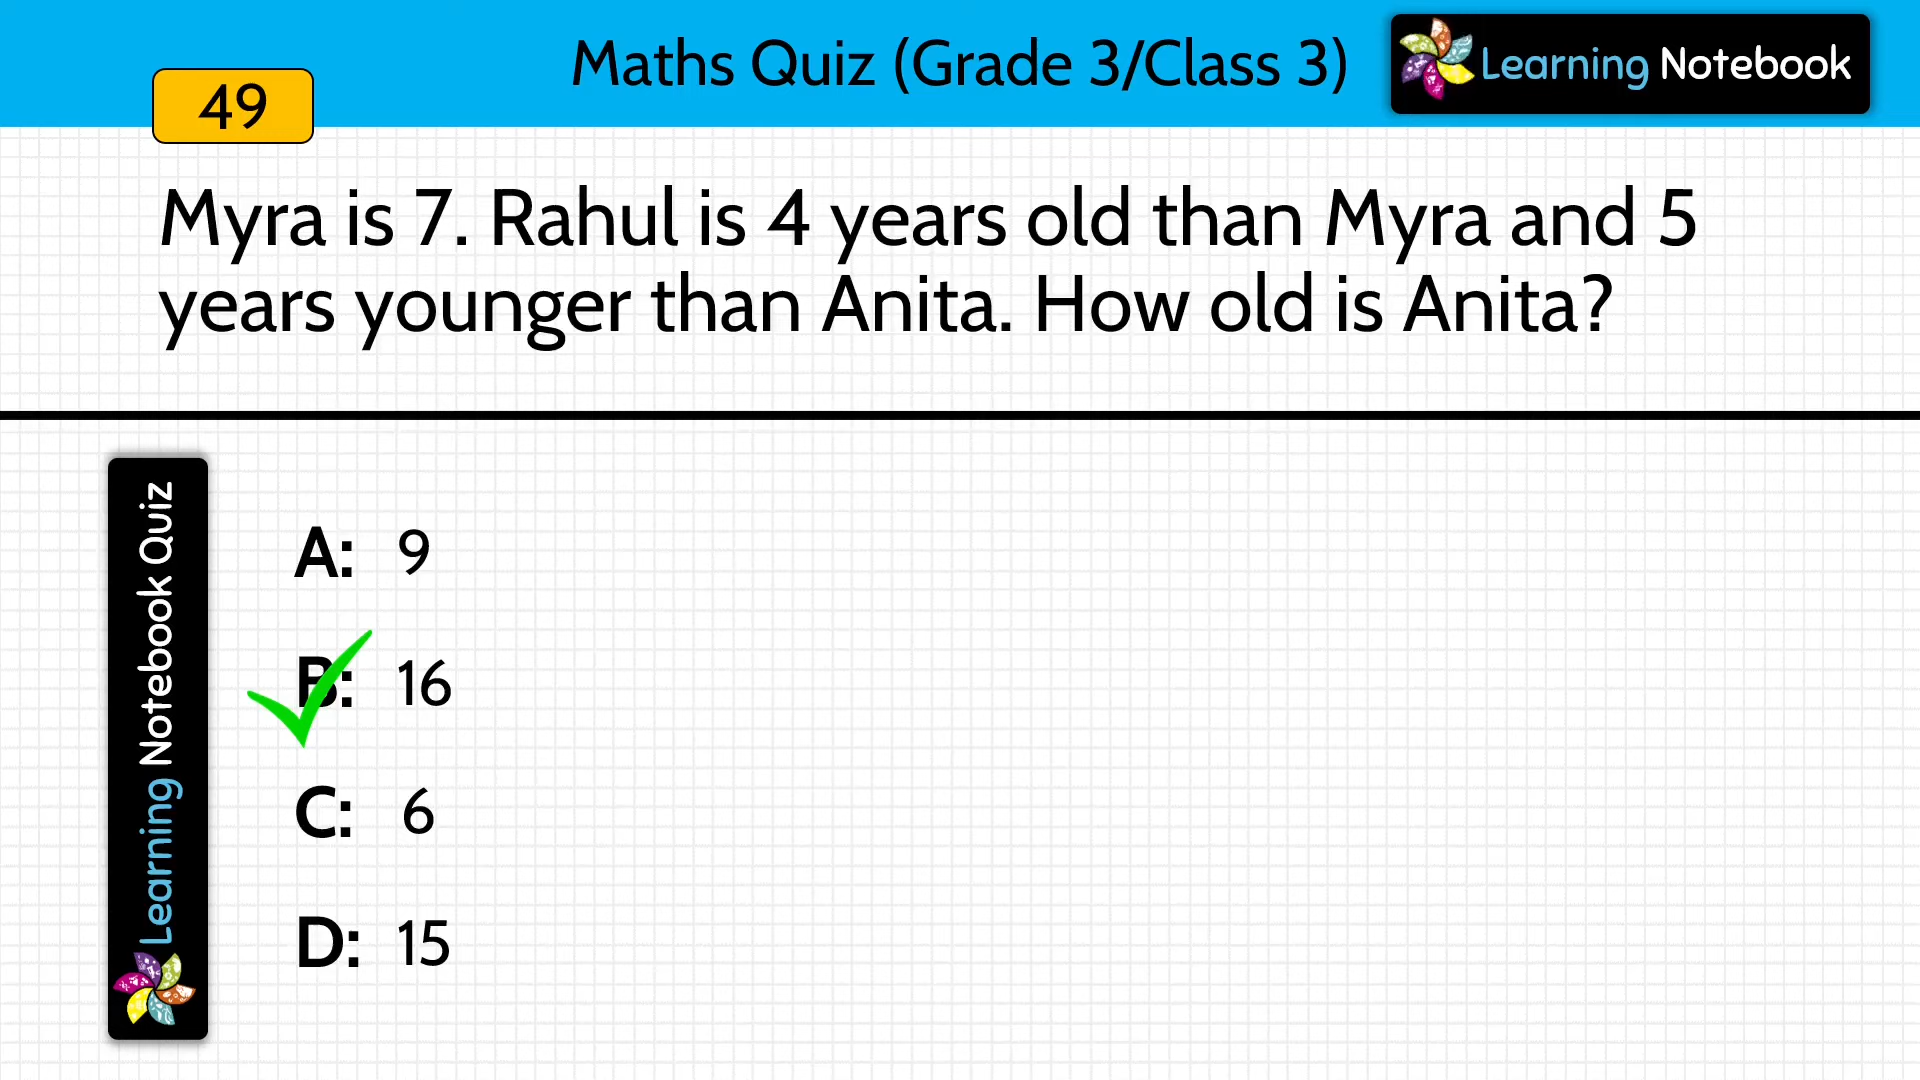 Maths Quiz (Grade 3/Class 3)
Learning Notebook
49
Myra is 7. Rahul is 4 years old than Myra and 5
years younger than Anita. How old is Anita?
Learning Notebook Quiz
A: 9
B: 16
C: 6
D: 15